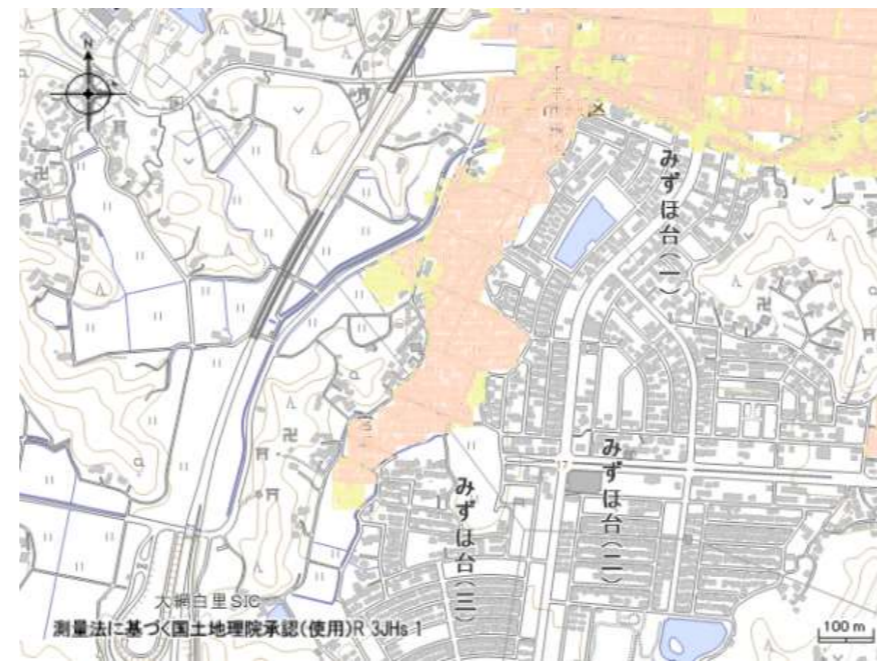 N
みずほ台(一)
みずほ台(二)
みずほ台(三)
17
大網白里SIC
測量法に基づく国土地理院承認(使用)R 3JHs 1
100 m